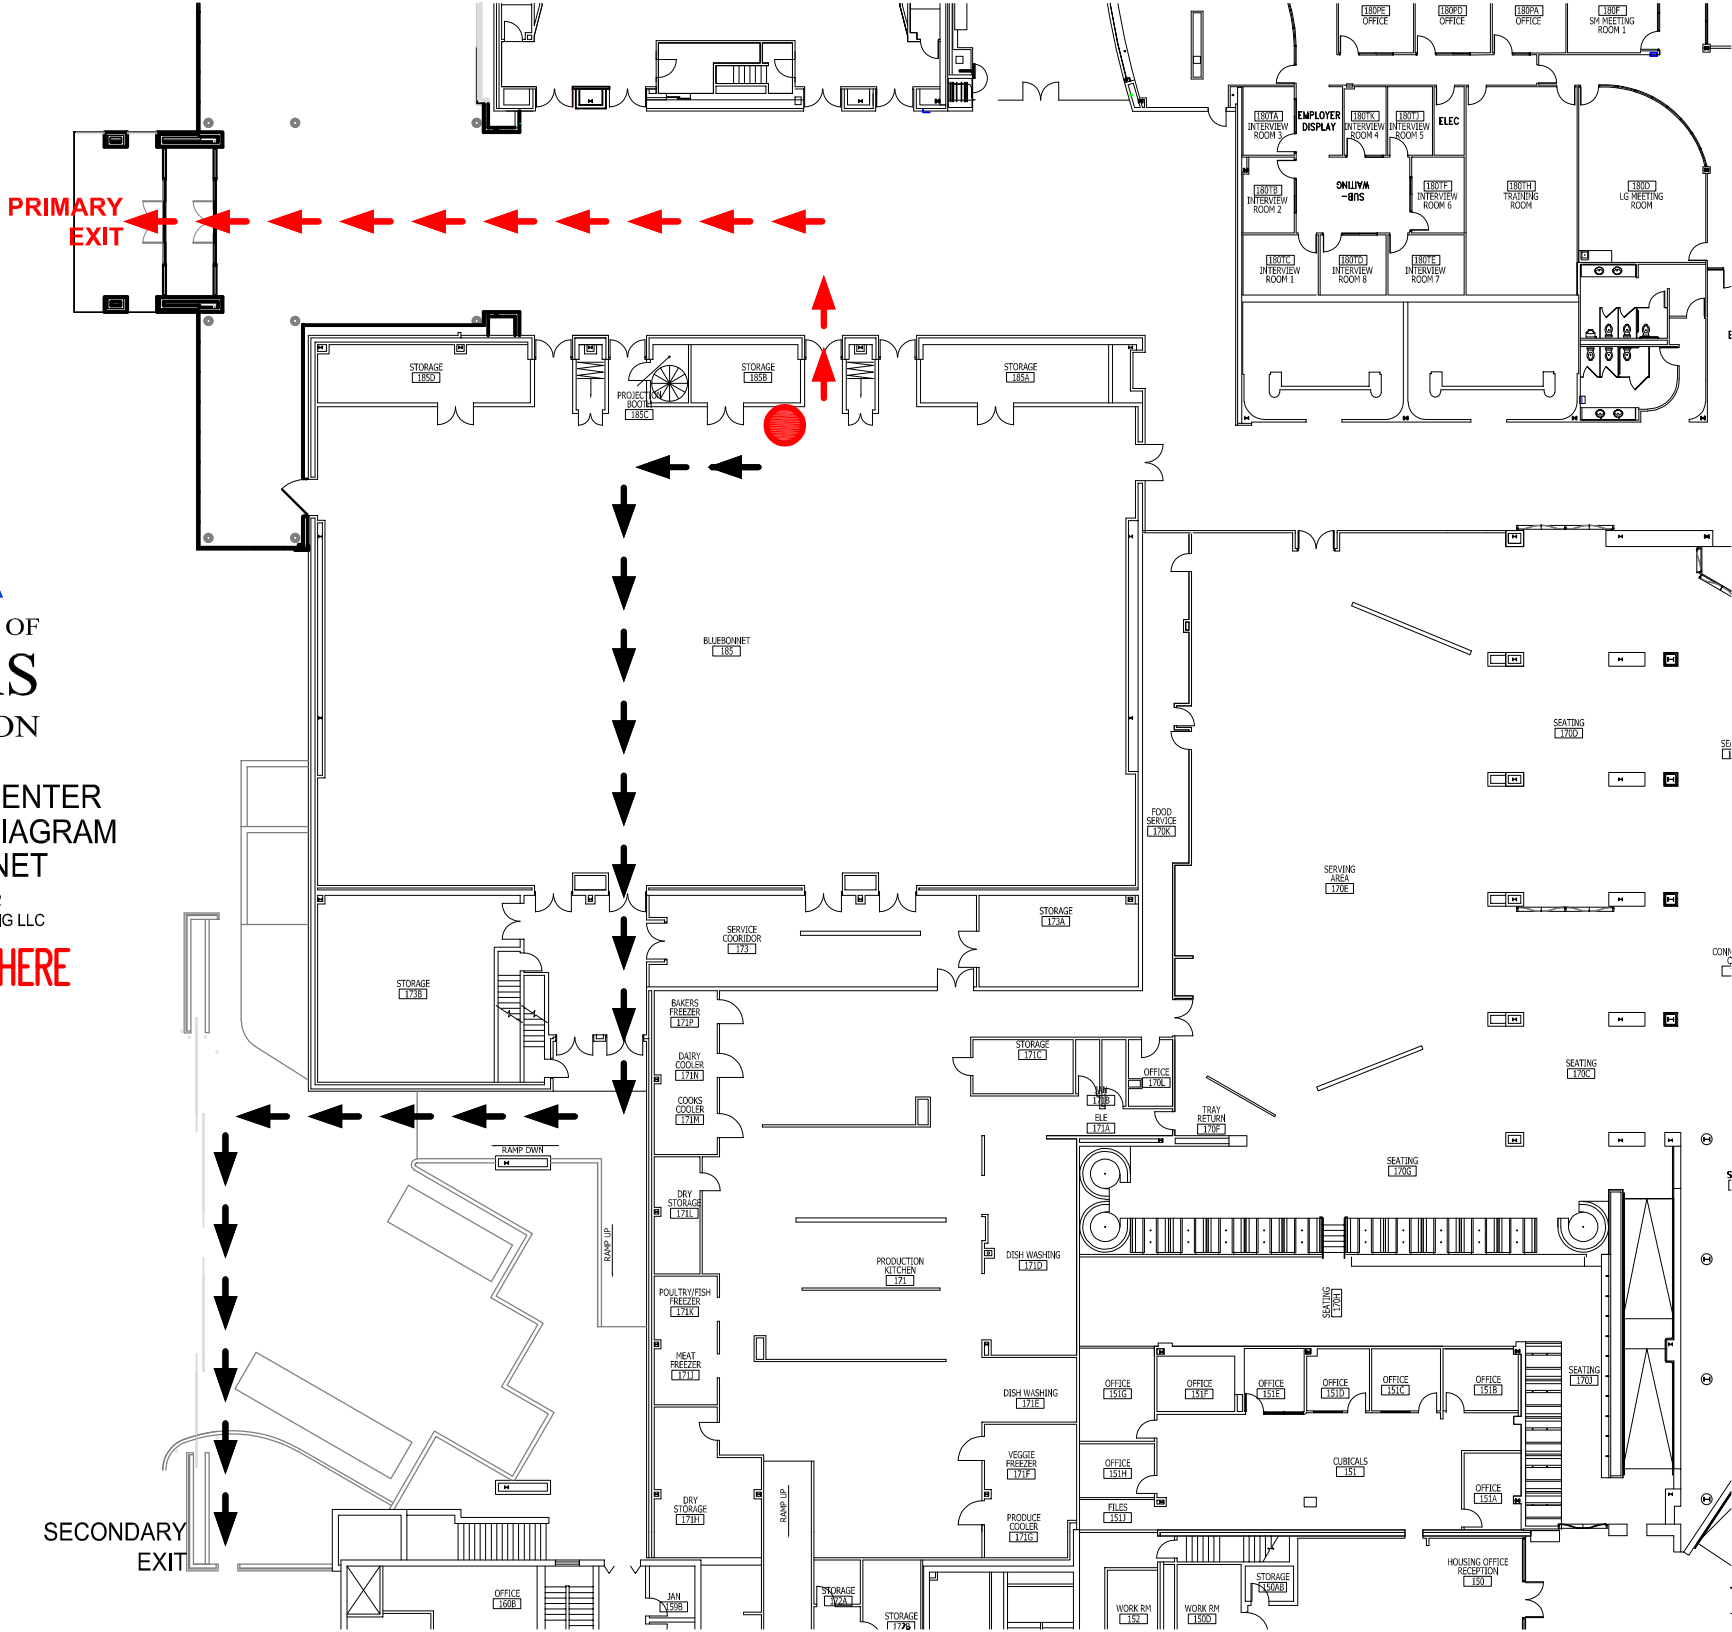 180PE
OFFICE
180PD
OFFICE
180PA
OFFICE
180F
SM MEETING
ROOM 1
180TA
INTERVIEW
ROOM 3
EMPLOYER
DISPLAY
180TK
INTERVIEW
ROOM 4
180TJ
INTERVIEW
ROOM 5
ELEC
180TB
INTERVIEW
ROOM 2
SUB-
WAITING
180TF
INTERVIEW
ROOM 6
180TH
TRAINING
ROOM
180D
LG MEETING
ROOM
180TC
INTERVIEW
ROOM 1
180TD
INTERVIEW
ROOM 8
180TE
INTERVIEW
ROOM 7
PRIMARY
EXIT
STORAGE
185D
PROJECTION
BOOTH
185C
STORAGE
185B
STORAGE
185A
BLUEBONNET
185
OF
AS
ON
ENTER
IAGRAM
NET
G LLC
HERE
FOOD
SERVICE
170K
SEATING
170D
SERVING
AREA
170E
STORAGE
173B
SERVICE
COORIDOR
173
STORAGE
173A
BAKERS
FREEZER
171P
DAIRY
COOLER
171N
COOKS
COOLER
171M
STORAGE
171C
OFFICE
170L
JAN
171B
ELE
171A
TRAY
RETURN
170F
SEATING
170C
SEATING
170G
RAMP DWN
RAMP UP
DRY
STORAGE
171L
PRODUCTION
KITCHEN
171
DISH WASHING
171D
POULTRY/FISH
FREEZER
171K
MEAT
FREEZER
171J
SEATING
170H
SEATING
170J
DISH WASHING
171E
OFFICE
151G
OFFICE
151F
OFFICE
151E
OFFICE
151D
OFFICE
151C
OFFICE
151B
VEGGIE
FREEZER
171F
OFFICE
151H
CUBICALS
151
OFFICE
151A
DRY
STORAGE
171H
RAMP UP
PRODUCE
COOLER
171G
FILES
151J
SECONDARY
EXIT
OFFICE
160B
JAN
159B
STORAGE
172A
STORAGE
WORK RM
152
WORK RM
150D
STORAGE
150AB
HOUSING OFFICE
RECEPTION
150